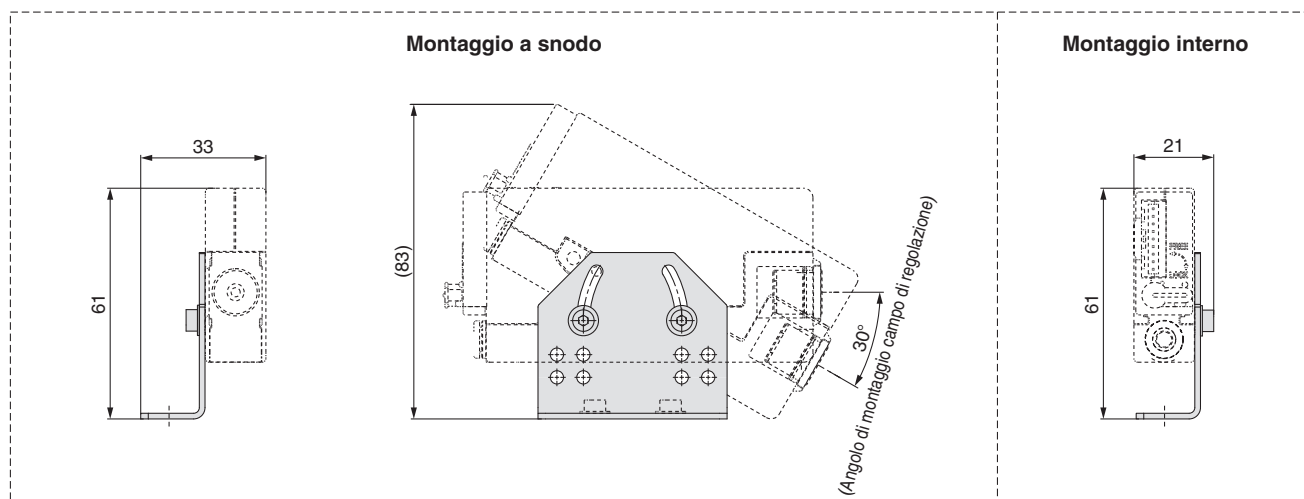 Montaggio a snodo
Montaggio interno
33
61
(83)
30°
(Angolo di montaggio campo di regolazione)
21
61